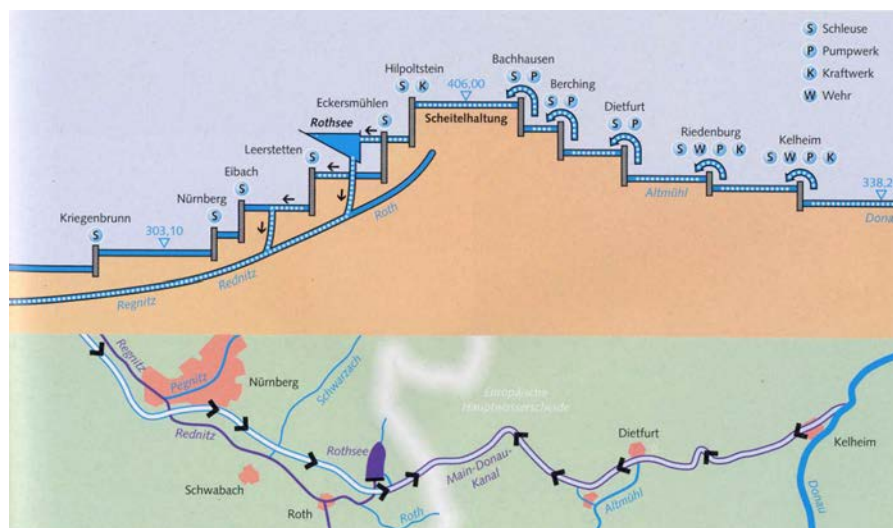 S Schleuse
P Pumpwerk
K Kraftwerk
W Wehr
Bachhausen
S P
Hilpoltstein
S K
406,00
Scheitelhaltung
Berching
S P
Eckersmühlen
S
Rothsee
Dietfurt
S P
Leerstetten
S
Riedenburg
S W P K
Kelheim
S W P K
Eibach
S
Nürnberg
S
Kriegenbrunn
S
303,10
Altmühl
338,2
Dona
Roth
Rednitz
Regnitz
Regnitz
Pegnitz
Nürnberg
Schwarzach
Europäische
Hauptwasserscheide
Rednitz
Rothsee
Dietfurt
Kelheim
Main-Donau-
Kanal
Schwabach
Altmühl
Donau
Roth
Roth